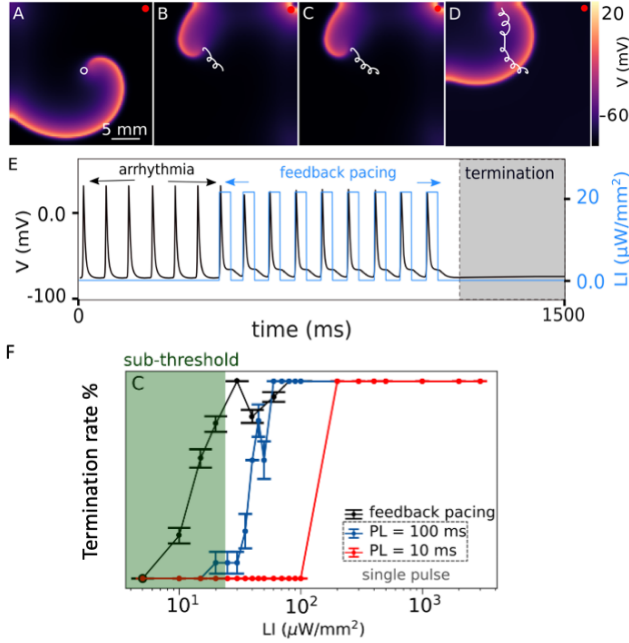 A
B
C
D
5 mm
20
V (mV)
−60
E
arrhythmia
feedback pacing
termination
0.0
-100
V (mV)
20
0.0
LI (µW/mm²)
0
1500
time (ms)
F
sub-threshold
C
Termination rate %
feedback pacing
PL = 100 ms
PL = 10 ms
single pulse
10¹
10²
10³
LI (µW/mm²)